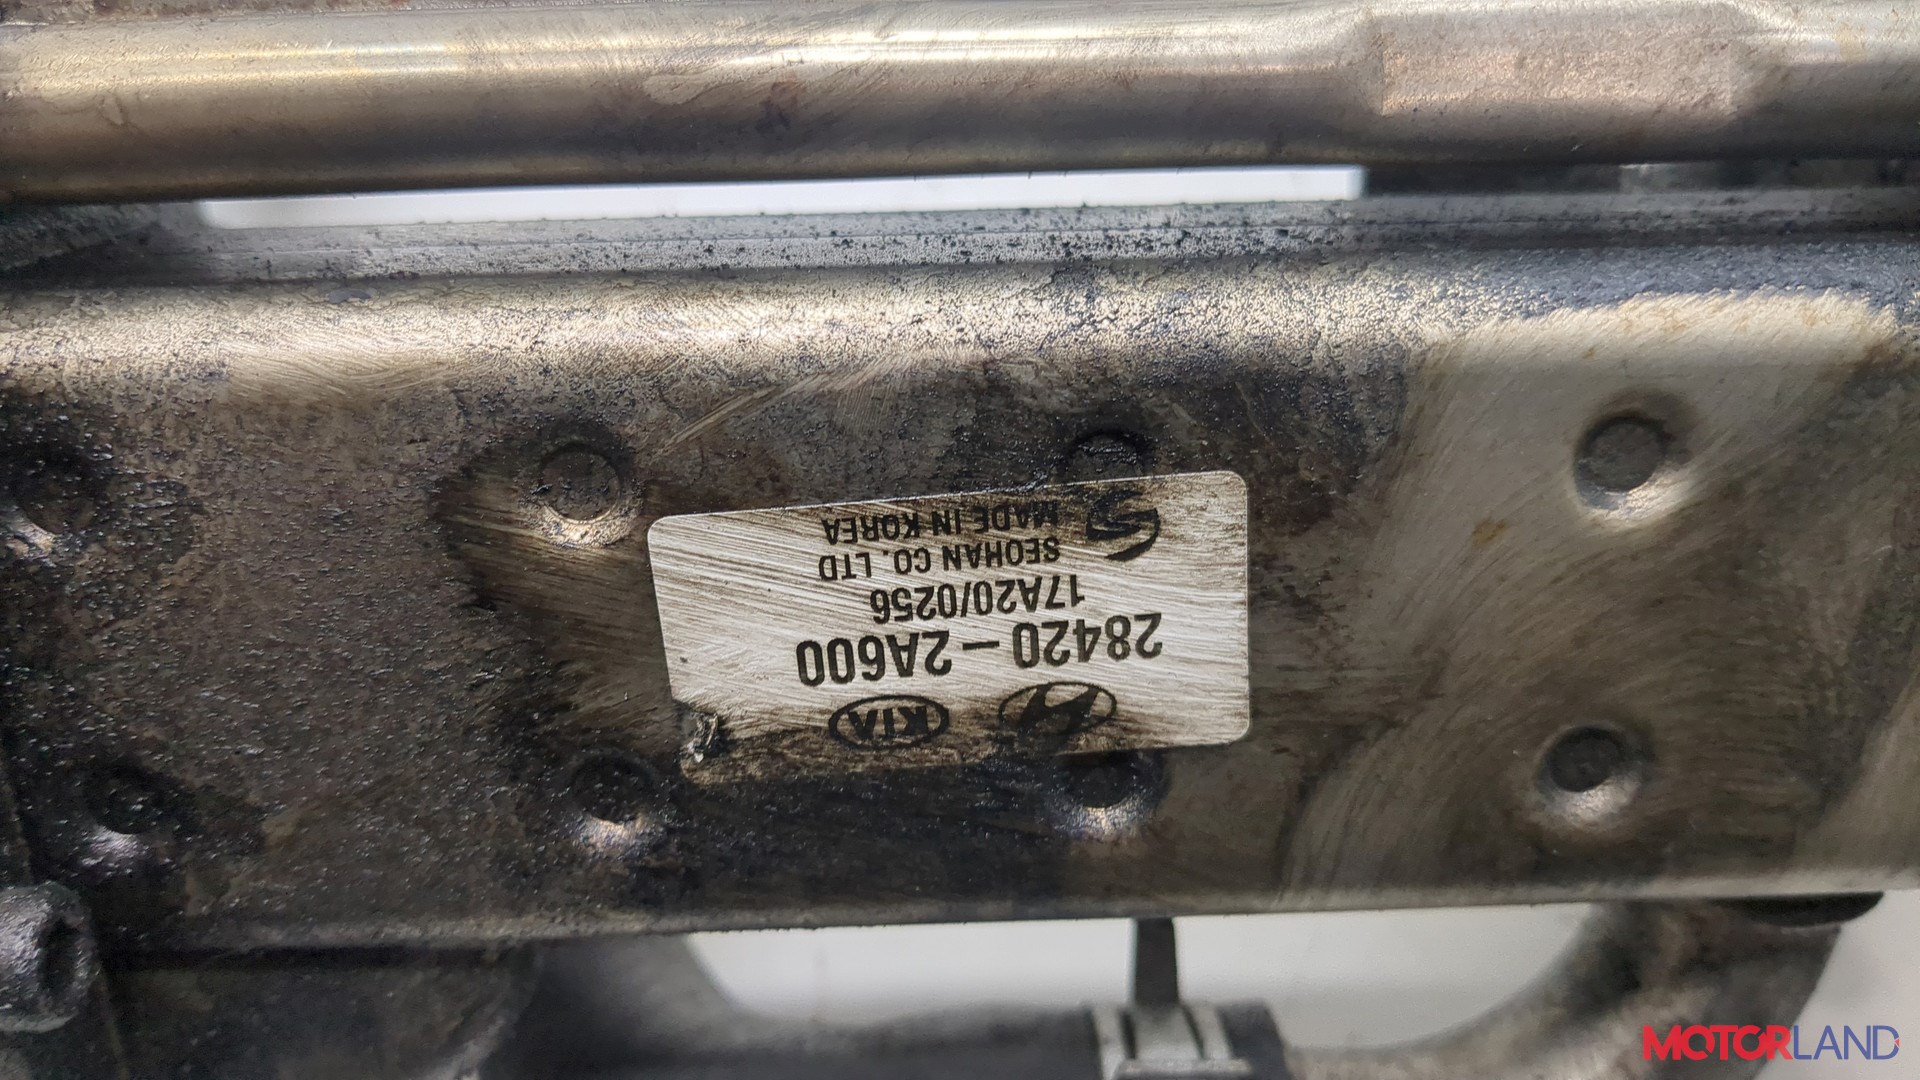 KIA
28420-2A600
17A20/0256
SEOHAN CO. LTD
MADE IN KOREA
MOTORLAND